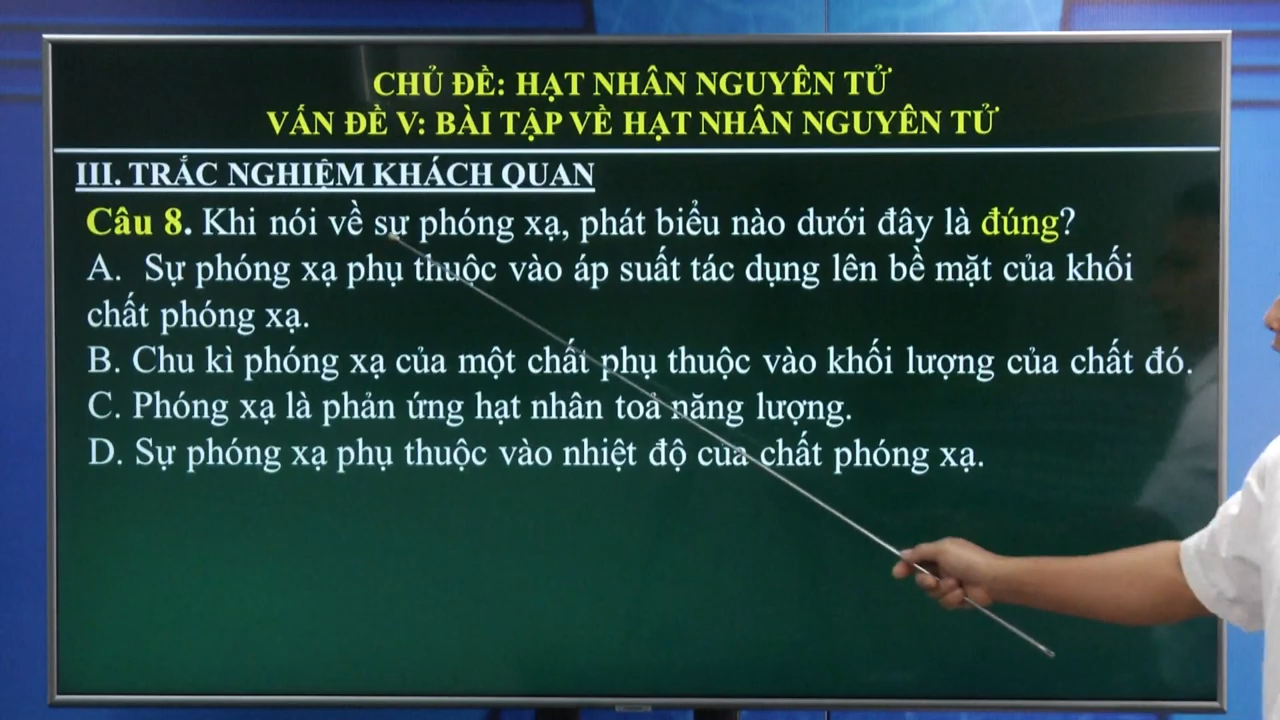 CHỦ ĐỀ: HẠT NHÂN NGUYÊN TỬ
VẤN ĐỀ V: BÀI TẬP VỀ HẠT NHÂN NGUYÊN TỬ
III. TRẮC NGHIỆM KHÁCH QUAN
Câu 8. Khi nói về sự phóng xạ, phát biểu nào dưới đây là đúng?
A. Sự phóng xạ phụ thuộc vào áp suất tác dụng lên bề mặt của khối
chất phóng xạ.
B. Chu kì phóng xạ của một chất phụ thuộc vào khối lượng của chất đó.
C. Phóng xạ là phản ứng hạt nhân toả năng lượng.
D. Sự phóng xạ phụ thuộc vào nhiệt độ của chất phóng xạ.